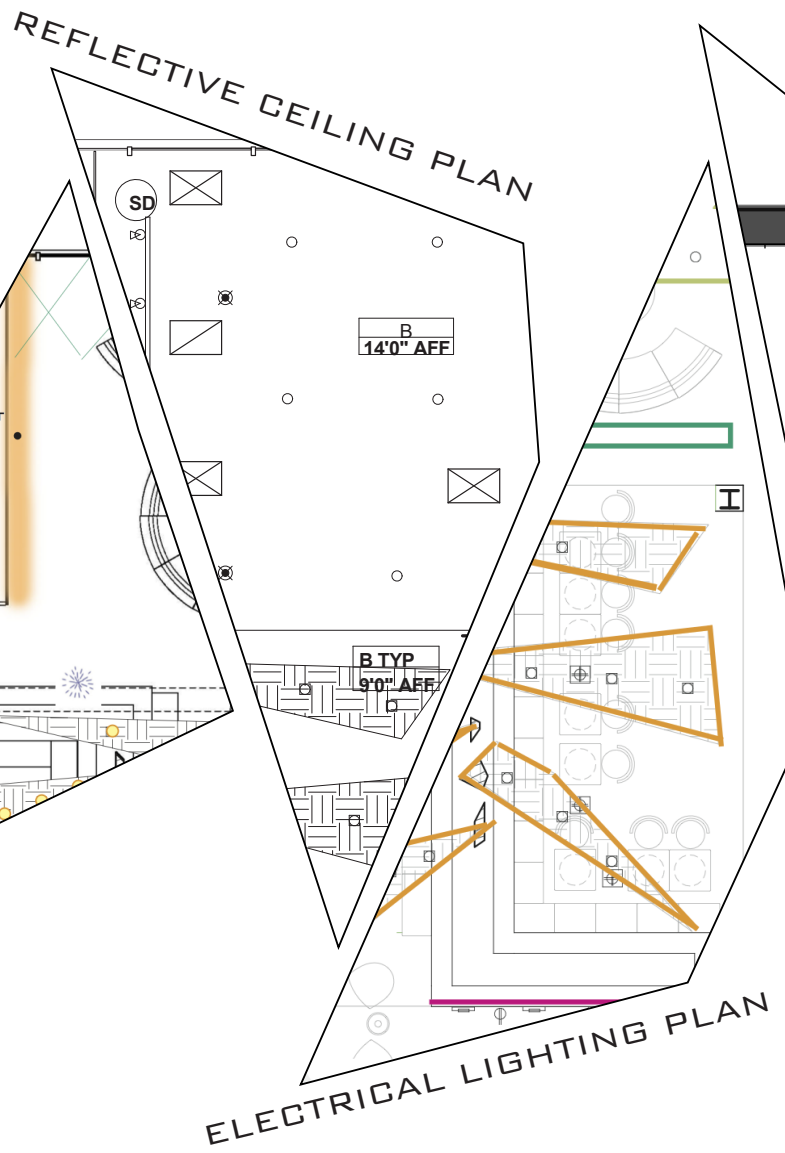 REFLECTIVE CEILING PLAN
SD
B
14'0" AFF
B TYP
9'0" AFF
ELECTRICAL LIGHTING PLAN